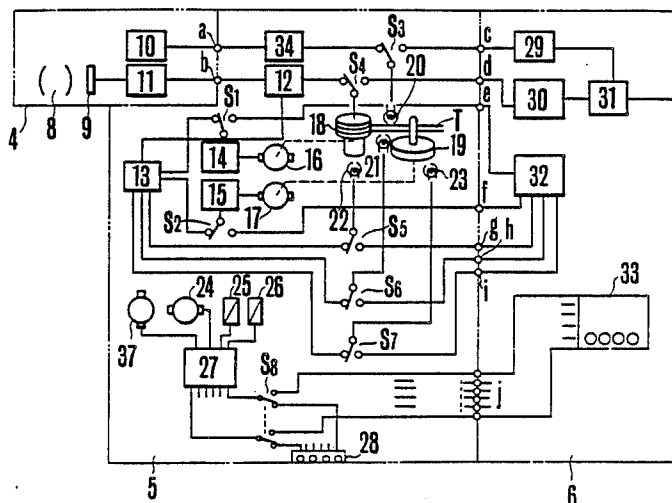 10 a 34 S3 c 29
11 b 12 S4 20 d 30 31
4 8 9 S1 e
18 T
13 14 16 19
21
15 17 22 23 32
S2 f
S5 g h
25 26
24 S6 i 33
37
S7
27 S8
j
28
5 6